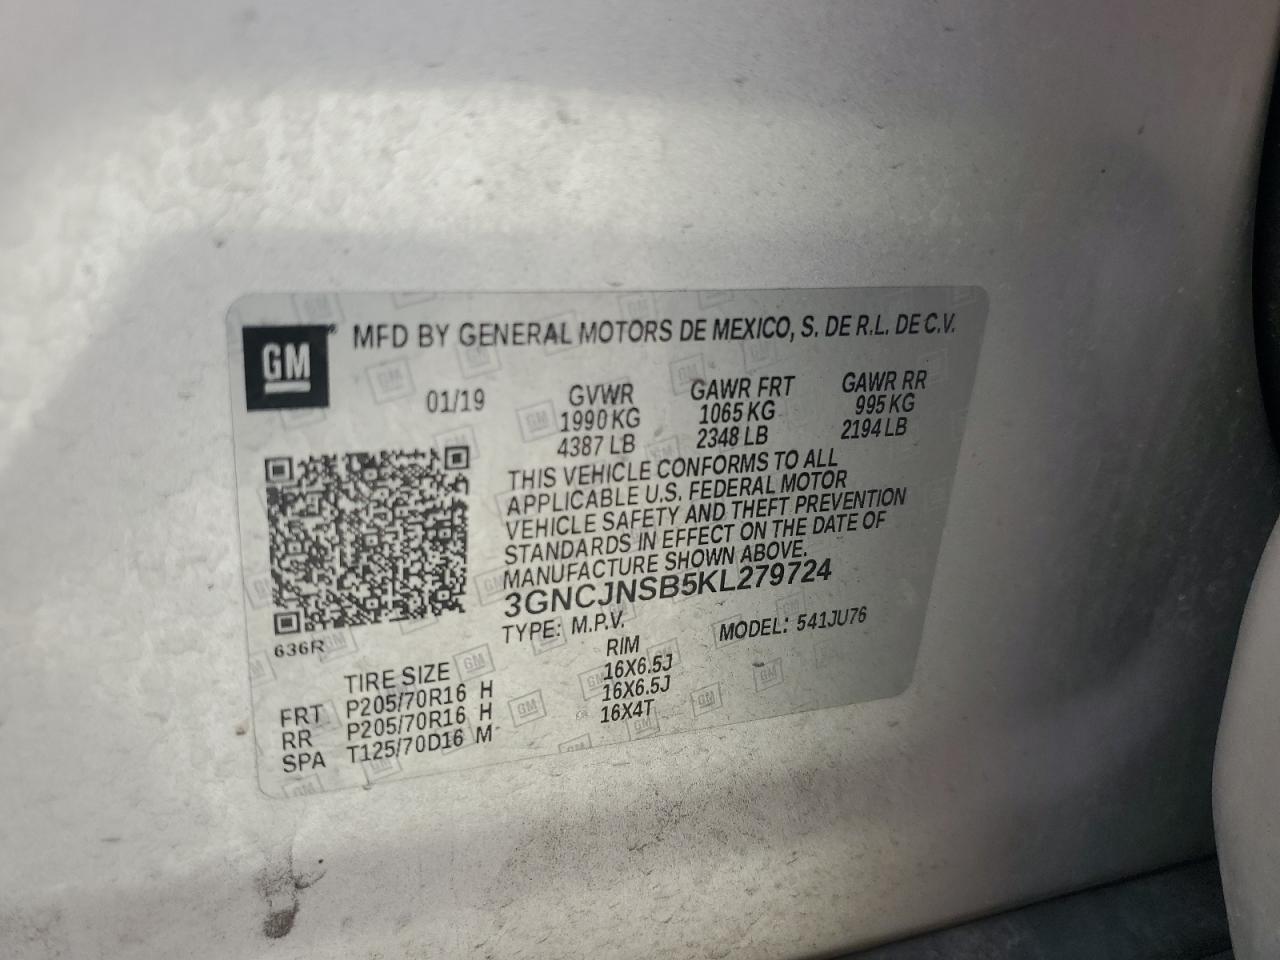 GM
MFD BY GENERAL MOTORS DE MEXICO, S. DE R.L. DE C.V.
01/19 GVWR GAWR FRT GAWR RR
1990 KG 1065 KG 995 KG
4387 LB 2348 LB 2194 LB
THIS VEHICLE CONFORMS TO ALL
APPLICABLE U.S. FEDERAL MOTOR
VEHICLE SAFETY AND THEFT PREVENTION
STANDARDS IN EFFECT ON THE DATE OF
MANUFACTURE SHOWN ABOVE.
3GNCJNSB5KL279724
TYPE: M.P.V. MODEL: 541JU76
636R
TIRE SIZE RIM
FRT P205/70R16 H 16X6.5J
RR P205/70R16 H 16X6.5J
SPA T125/70D16 M 16X4T